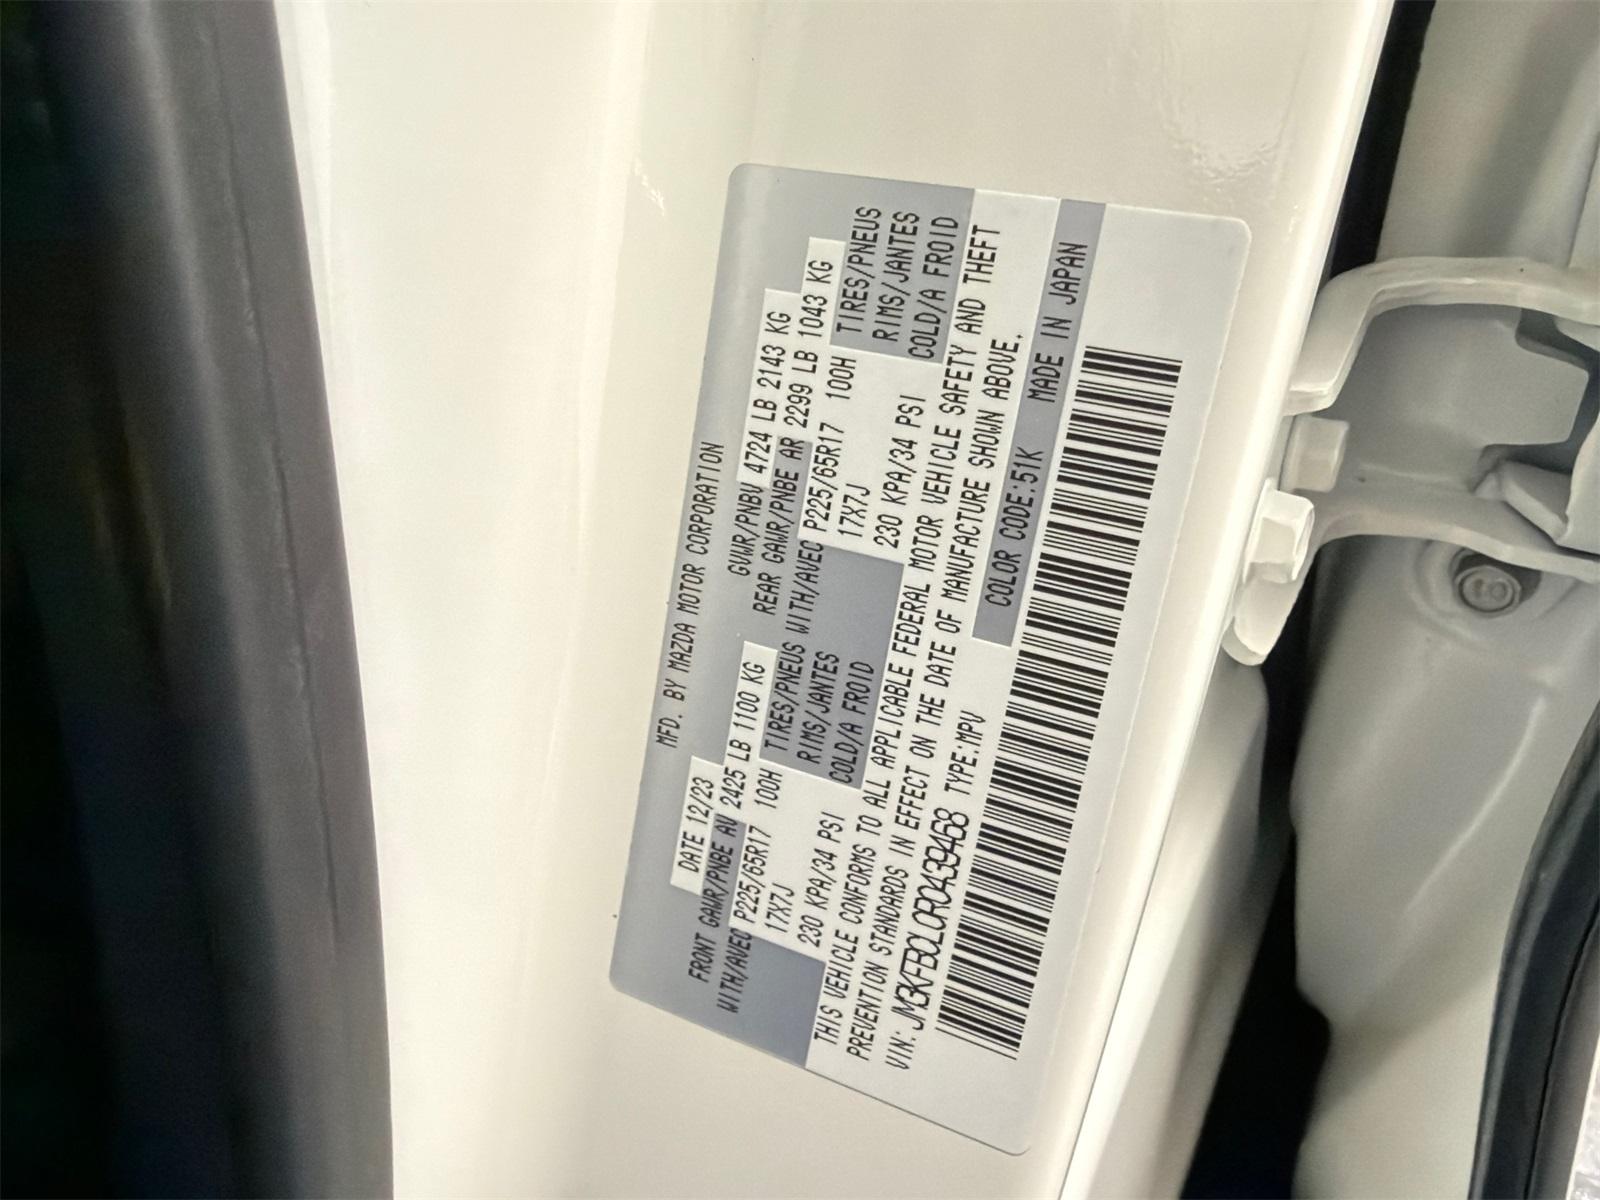 MFD. BY MAZDA MOTOR CORPORATION
DATE 12/23 GVWR/PNBV 4724 LB 2143 KG
FRONT GAWR/PNBE AV 2425 LB 1100 KG REAR GAWR/PNBE AR 2299 LB 1043 KG
WITH/AVEC P225/65R17 100H TIRES/PNEUS WITH/AVEC P225/65R17 100H TIRES/PNEUS
17X7J RIMS/JANTES 17X7J RIMS/JANTES
230 KPA/34 PSI COLD/A FROID 230 KPA/34 PSI COLD/A FROID
THIS VEHICLE CONFORMS TO ALL APPLICABLE FEDERAL MOTOR VEHICLE SAFETY AND THEFT
PREVENTION STANDARDS IN EFFECT ON THE DATE OF MANUFACTURE SHOWN ABOVE.
VIN: JM3KFBCL0R0439468 TYPE:MPV COLOR CODE:51K MADE IN JAPAN